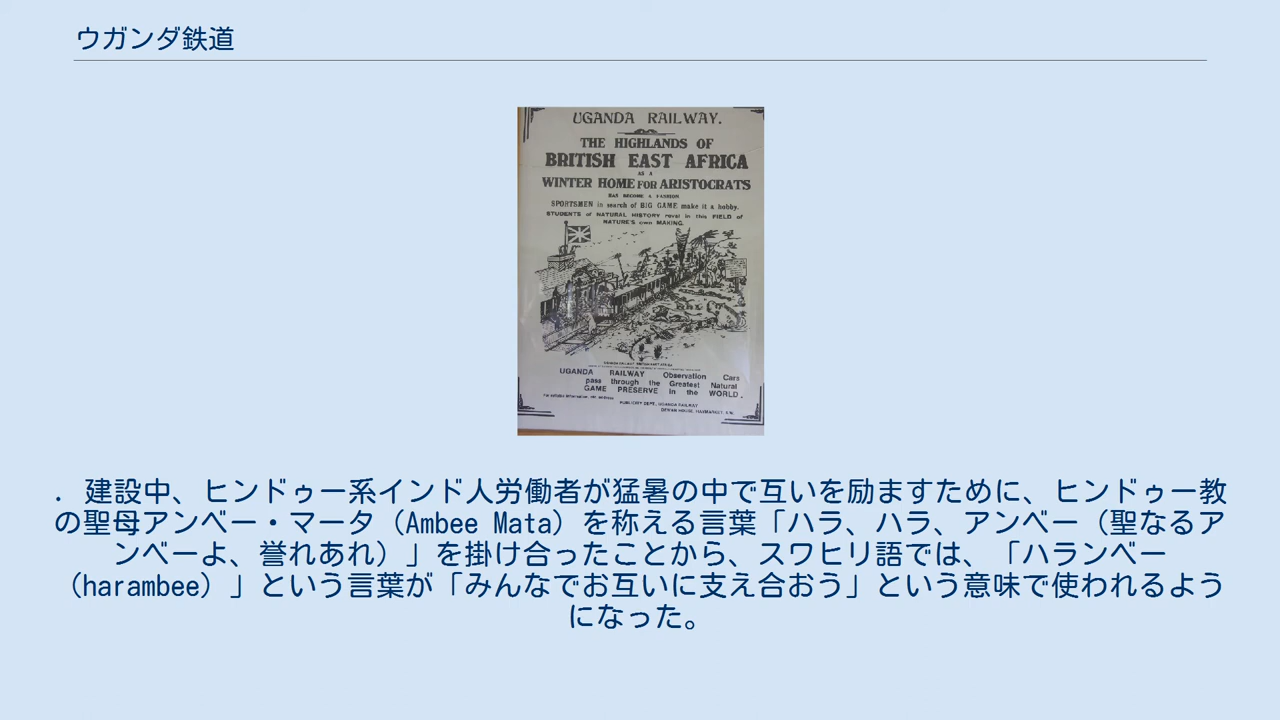 ウガンダ鉄道
UGANDA RAILWAY.
THE HIGHLANDS OF
BRITISH EAST AFRICA
AS A
WINTER HOME FOR ARISTOCRATS
HAS BECOME A FASHION
SPORTSMEN in search of BIG GAME make it a hobby.
STUDENTS of NATURAL HISTORY revel in this FIELD of
NATURE'S own MAKING.
UGANDA RAILWAY Observation Cars
pass through the Greatest Natural
GAME PRESERVE in the WORLD.
PUBLICITY DEPT. UGANDA RAILWAY
. 建設中、ヒンドゥー系インド人労働者が猛暑の中で互いを励ますために、ヒンドゥー教
の聖母アンベー・マータ（Ambee Mata）を称える言葉「ハラ、ハラ、アンベー（聖なるア
ンベーよ、誉れあれ）」を掛け合ったことから、スワヒリ語では、「ハランベー
（harambee）」という言葉が「みんなでお互いに支え合おう」という意味で使われるよう
になった。